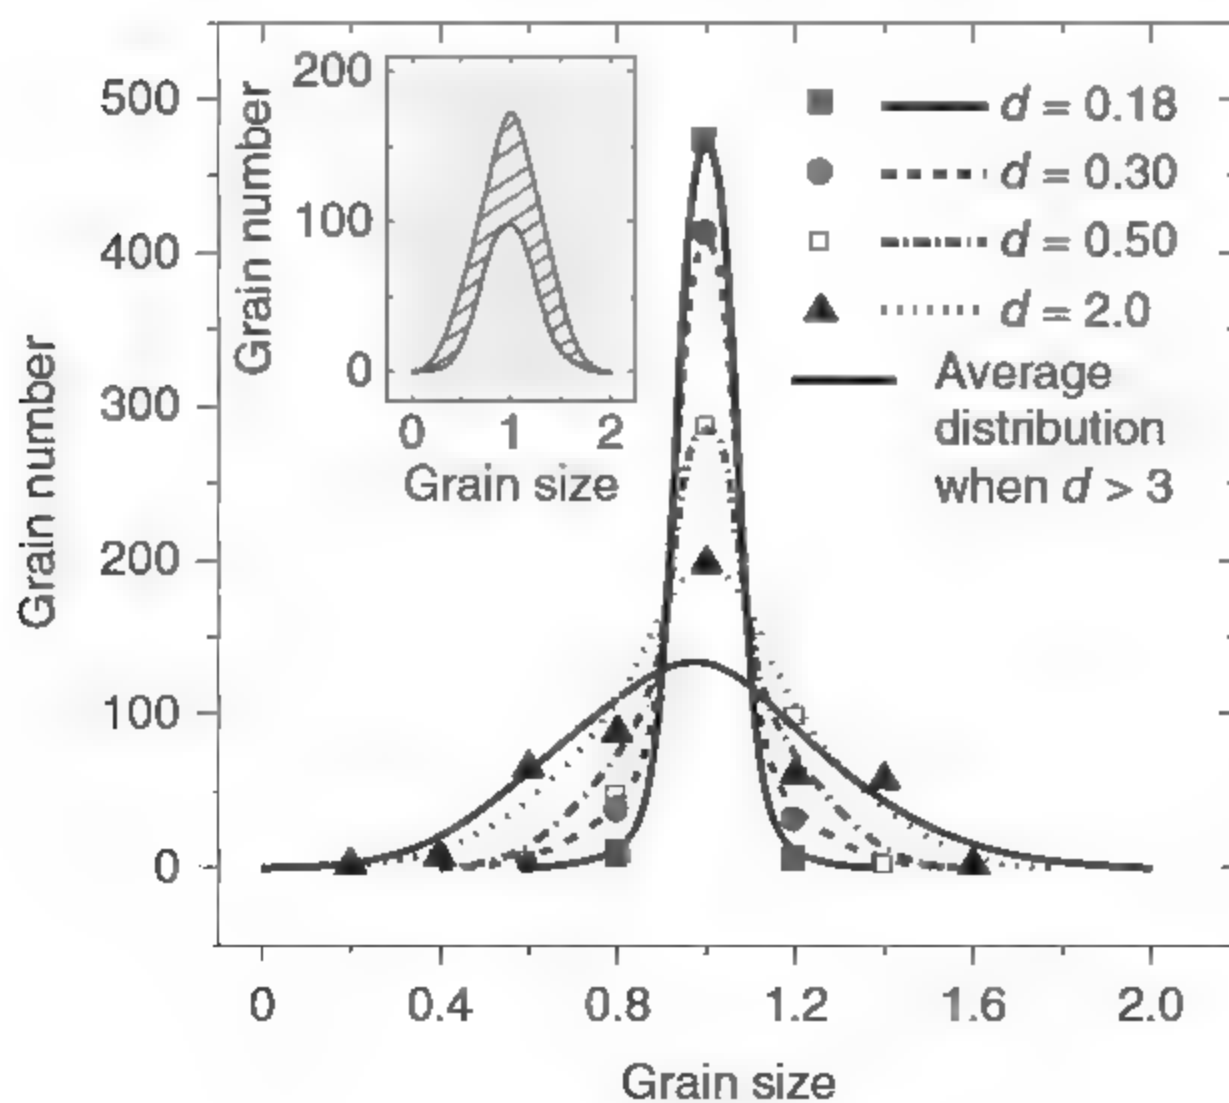 500
400
300
200
100
0
Grain number
0
0.4
0.8
1.2
1.6
2.0
Grain size
200
100
0
Grain number
0
1
2
Grain size
d = 0.18
d = 0.30
d = 0.50
d = 2.0
Average
distribution
when d > 3